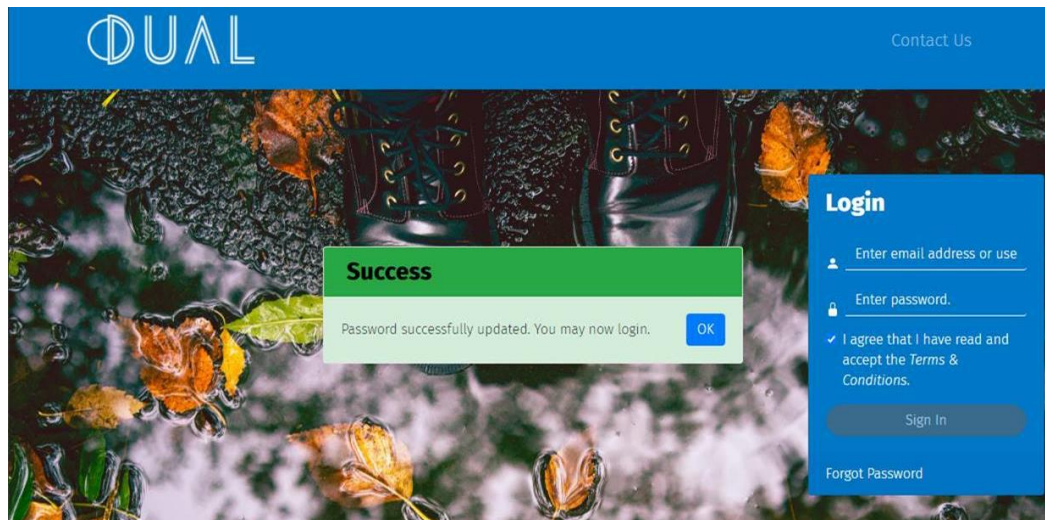 DUAL
Contact Us
Login
Enter email address or use
Enter password.
I agree that I have read and
accept the Terms &
Conditions.
Sign In
Forgot Password
Success
Password successfully updated. You may now login.
OK